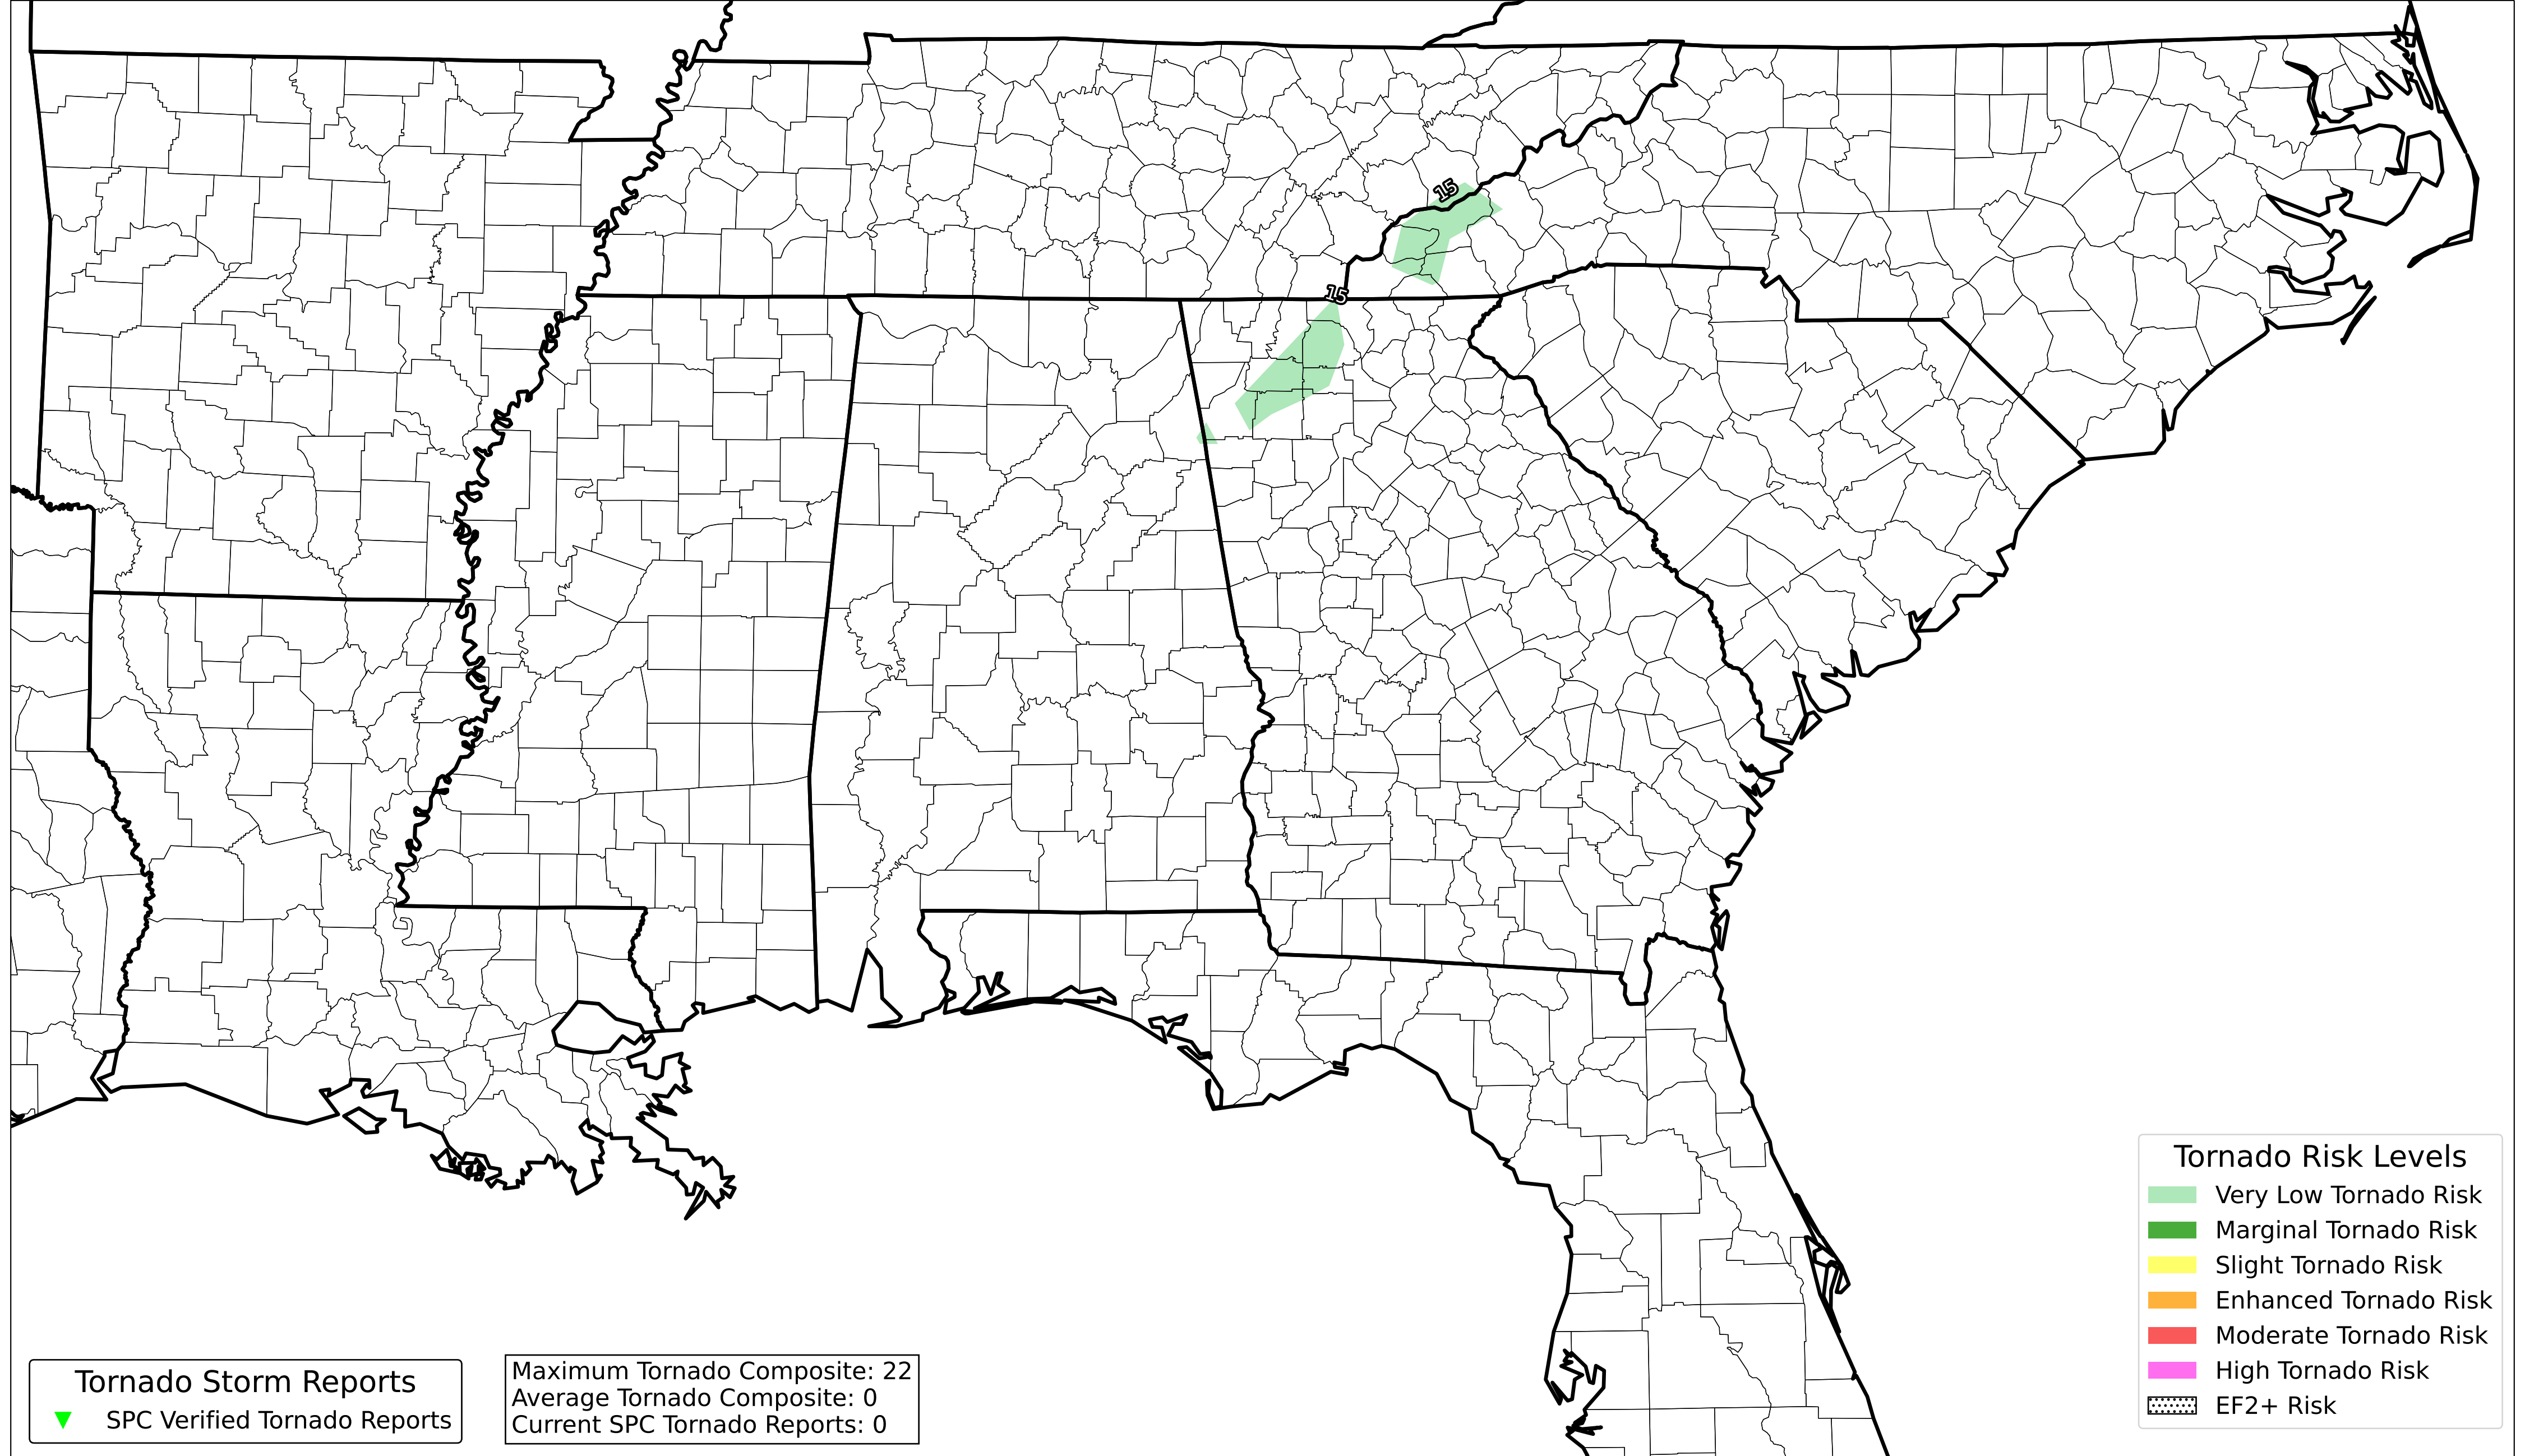 15
15
Tornado Risk Levels
Very Low Tornado Risk
Marginal Tornado Risk
Slight Tornado Risk
Enhanced Tornado Risk
Moderate Tornado Risk
High Tornado Risk
EF2+ Risk
Tornado Storm Reports
SPC Verified Tornado Reports
Maximum Tornado Composite: 22
Average Tornado Composite: 0
Current SPC Tornado Reports: 0